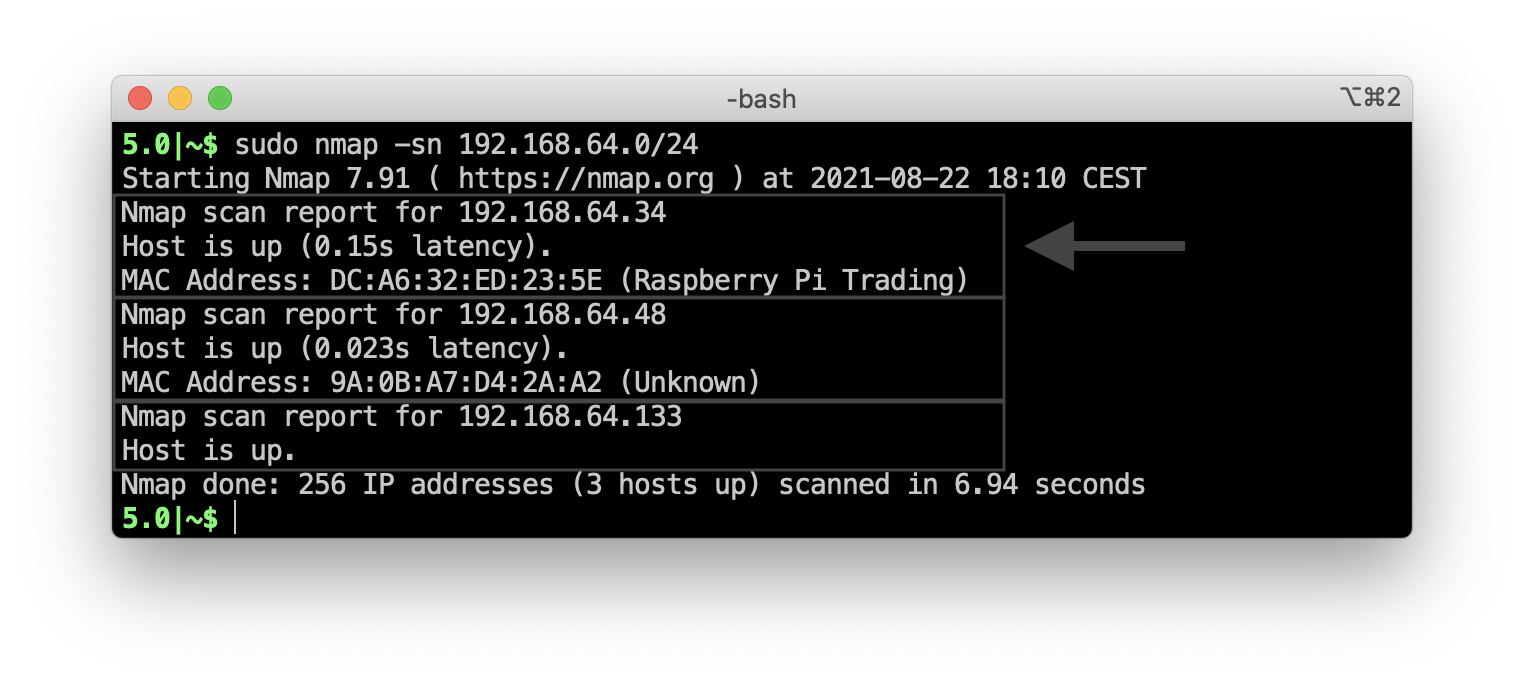 -bash
⌥⌘2
5.0|~$ sudo nmap -sn 192.168.64.0/24
Starting Nmap 7.91 ( https://nmap.org ) at 2021-08-22 18:10 CEST
Nmap scan report for 192.168.64.34
Host is up (0.15s latency).
MAC Address: DC:A6:32:ED:23:5E (Raspberry Pi Trading)
Nmap scan report for 192.168.64.48
Host is up (0.023s latency).
MAC Address: 9A:0B:A7:D4:2A:A2 (Unknown)
Nmap scan report for 192.168.64.133
Host is up.
Nmap done: 256 IP addresses (3 hosts up) scanned in 6.94 seconds
5.0|~$